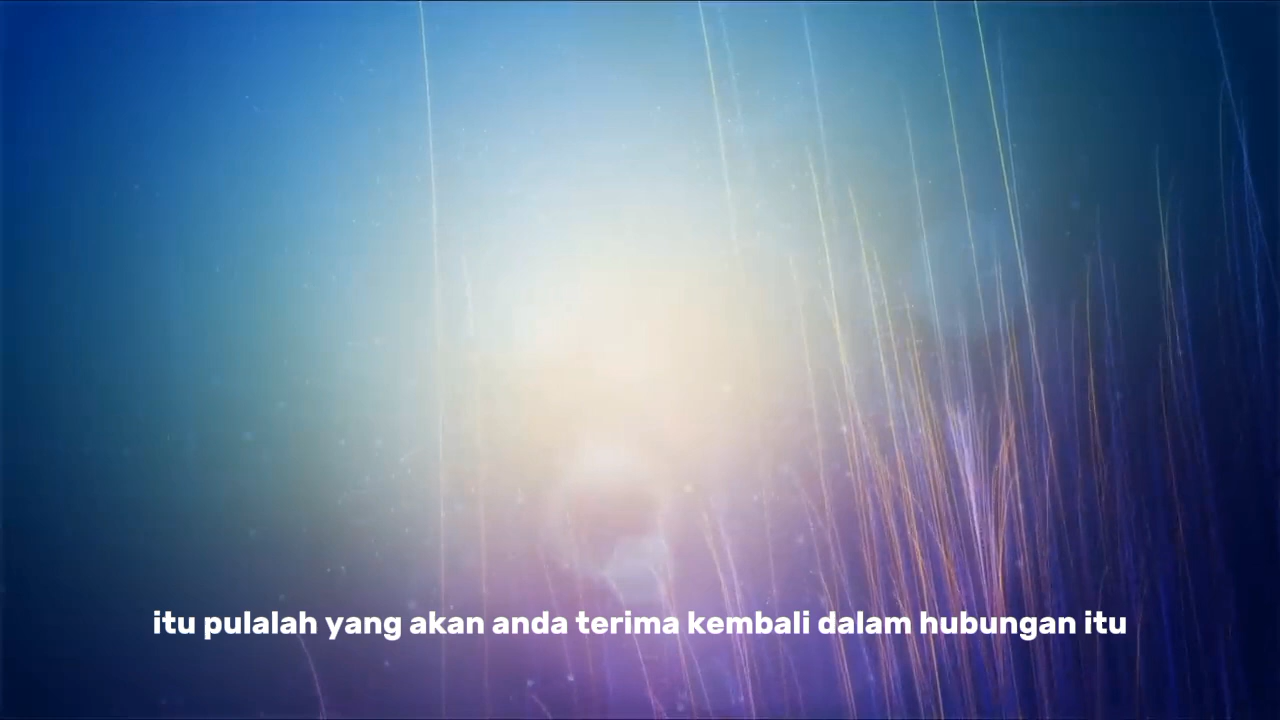 itu pulalah yang akan anda terima kembali dalam hubungan itu